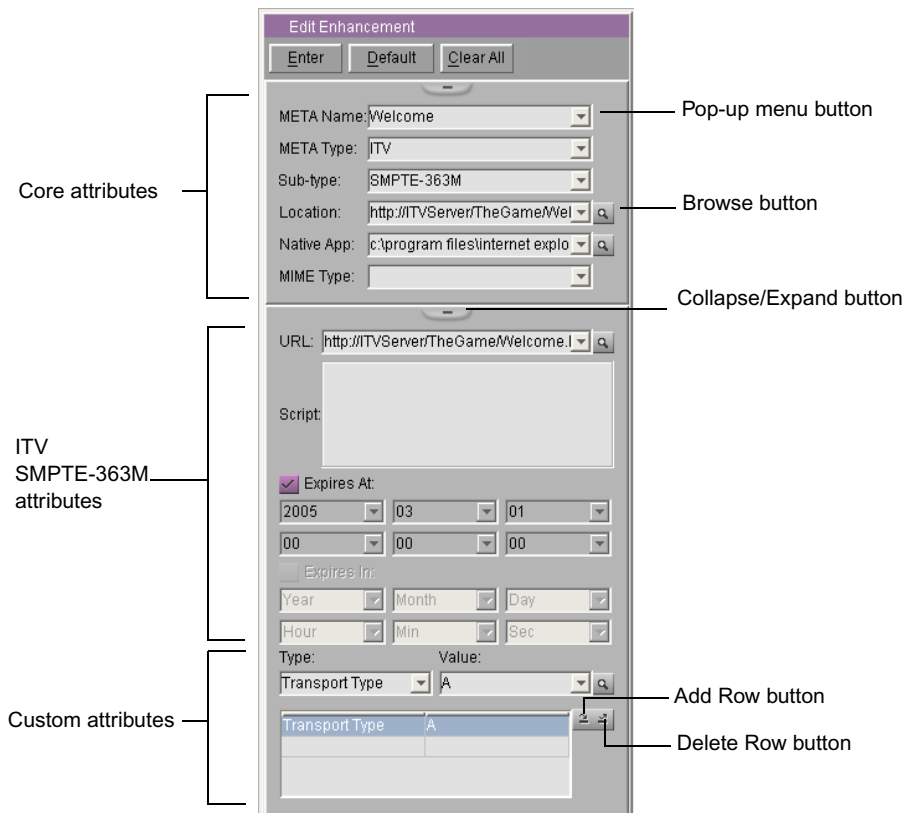 Edit Enhancement
Enter Default Clear All
META Name: Welcome
Pop-up menu button
META Type: ITV
Core attributes
Sub-type: SMPTE-363M
Location: http://ITVServer/TheGame/Wel
Browse button
Native App: c:\program files\internet explo
MIME Type:
Collapse/Expand button
URL: http://ITVServer/TheGame/Welcome.
Script:
ITV
SMPTE-363M
attributes
Expires At:
2005 03 01
00 00 00
Expires In:
Year Month Day
Hour Min Sec
Type: Value:
Transport Type A
Add Row button
Custom attributes
Transport Type A
Delete Row button